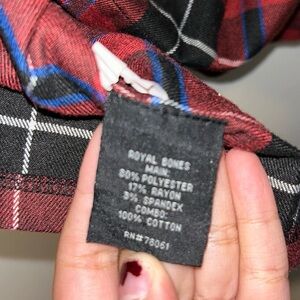 ROYAL BONES
MAIN:
80% POLYESTER
17% RAYON
3% SPANDEX
COMBO:
100% COTTON
RN#78061